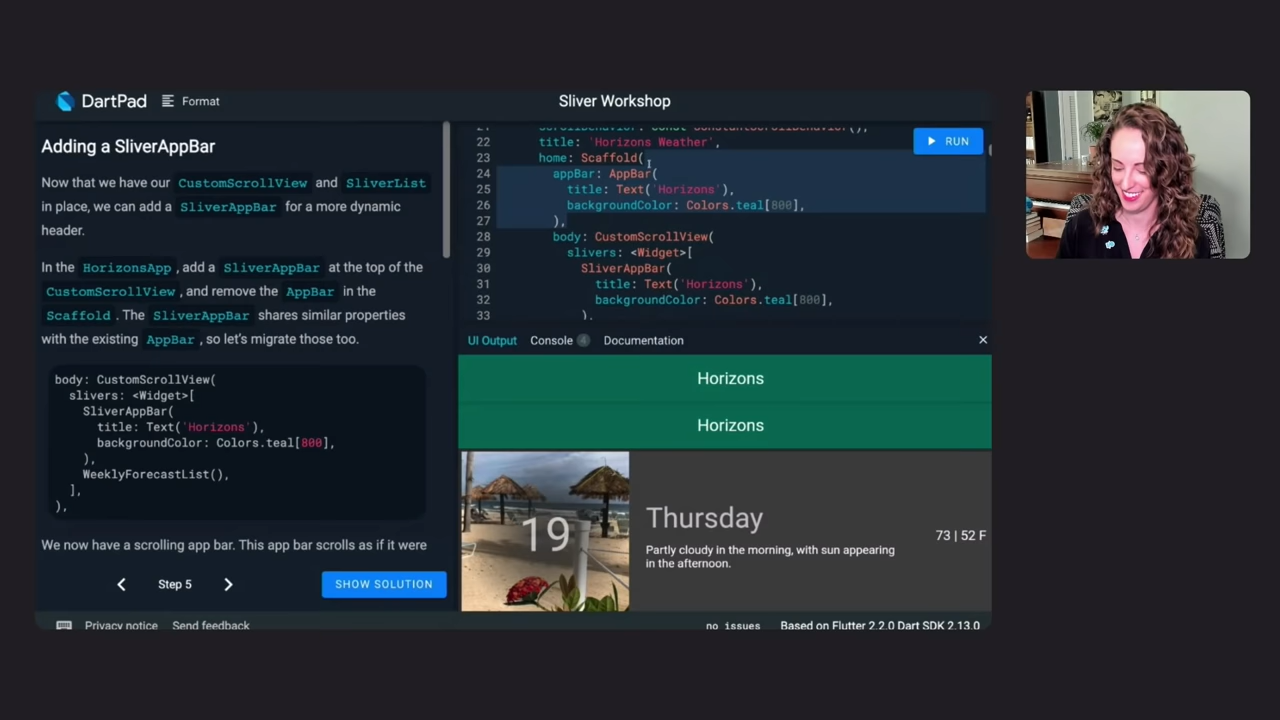 DartPad
Format
Sliver Workshop
Adding a SliverAppBar
Now that we have our CustomScrollView and SliverList
in place, we can add a SliverAppBar for a more dynamic
header.
In the HorizonsApp, add a SliverAppBar at the top of the
CustomScrollView, and remove the AppBar in the
Scaffold. The SliverAppBar shares similar properties
with the existing AppBar, so let's migrate those too.
body: CustomScrollView(
slivers: <Widget>[
SliverAppBar(
title: Text('Horizons'),
backgroundColor: Colors.teal[800],
),
WeeklyForecastList(),
],
),
We now have a scrolling app bar. This app bar scrolls as if it were
Step 5
SHOW SOLUTION
21 scrollBehavior: const ConstantScrollBehavior(),
22 title: 'Horizons Weather',
23 home: Scaffold(
24 appBar: AppBar(
25 title: Text('Horizons'),
26 backgroundColor: Colors.teal[800],
27 ),
28 body: CustomScrollView(
29 slivers: <Widget>[
30 SliverAppBar(
31 title: Text('Horizons'),
32 backgroundColor: Colors.teal[800],
33 ),
RUN
UI Output
Console 4
Documentation
Horizons
Horizons
19
Thursday
Partly cloudy in the morning, with sun appearing
in the afternoon.
73 | 52 F
Privacy notice
Send feedback
no issues
Based on Flutter 2.2.0 Dart SDK 2.13.0